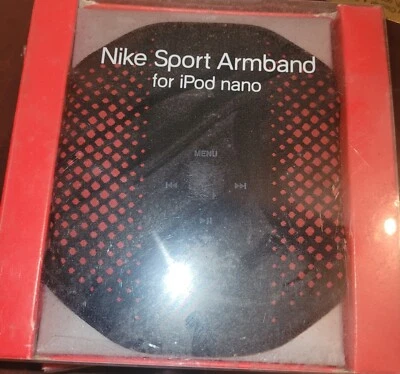 Nike Sport Armband
for iPod nano
MENU